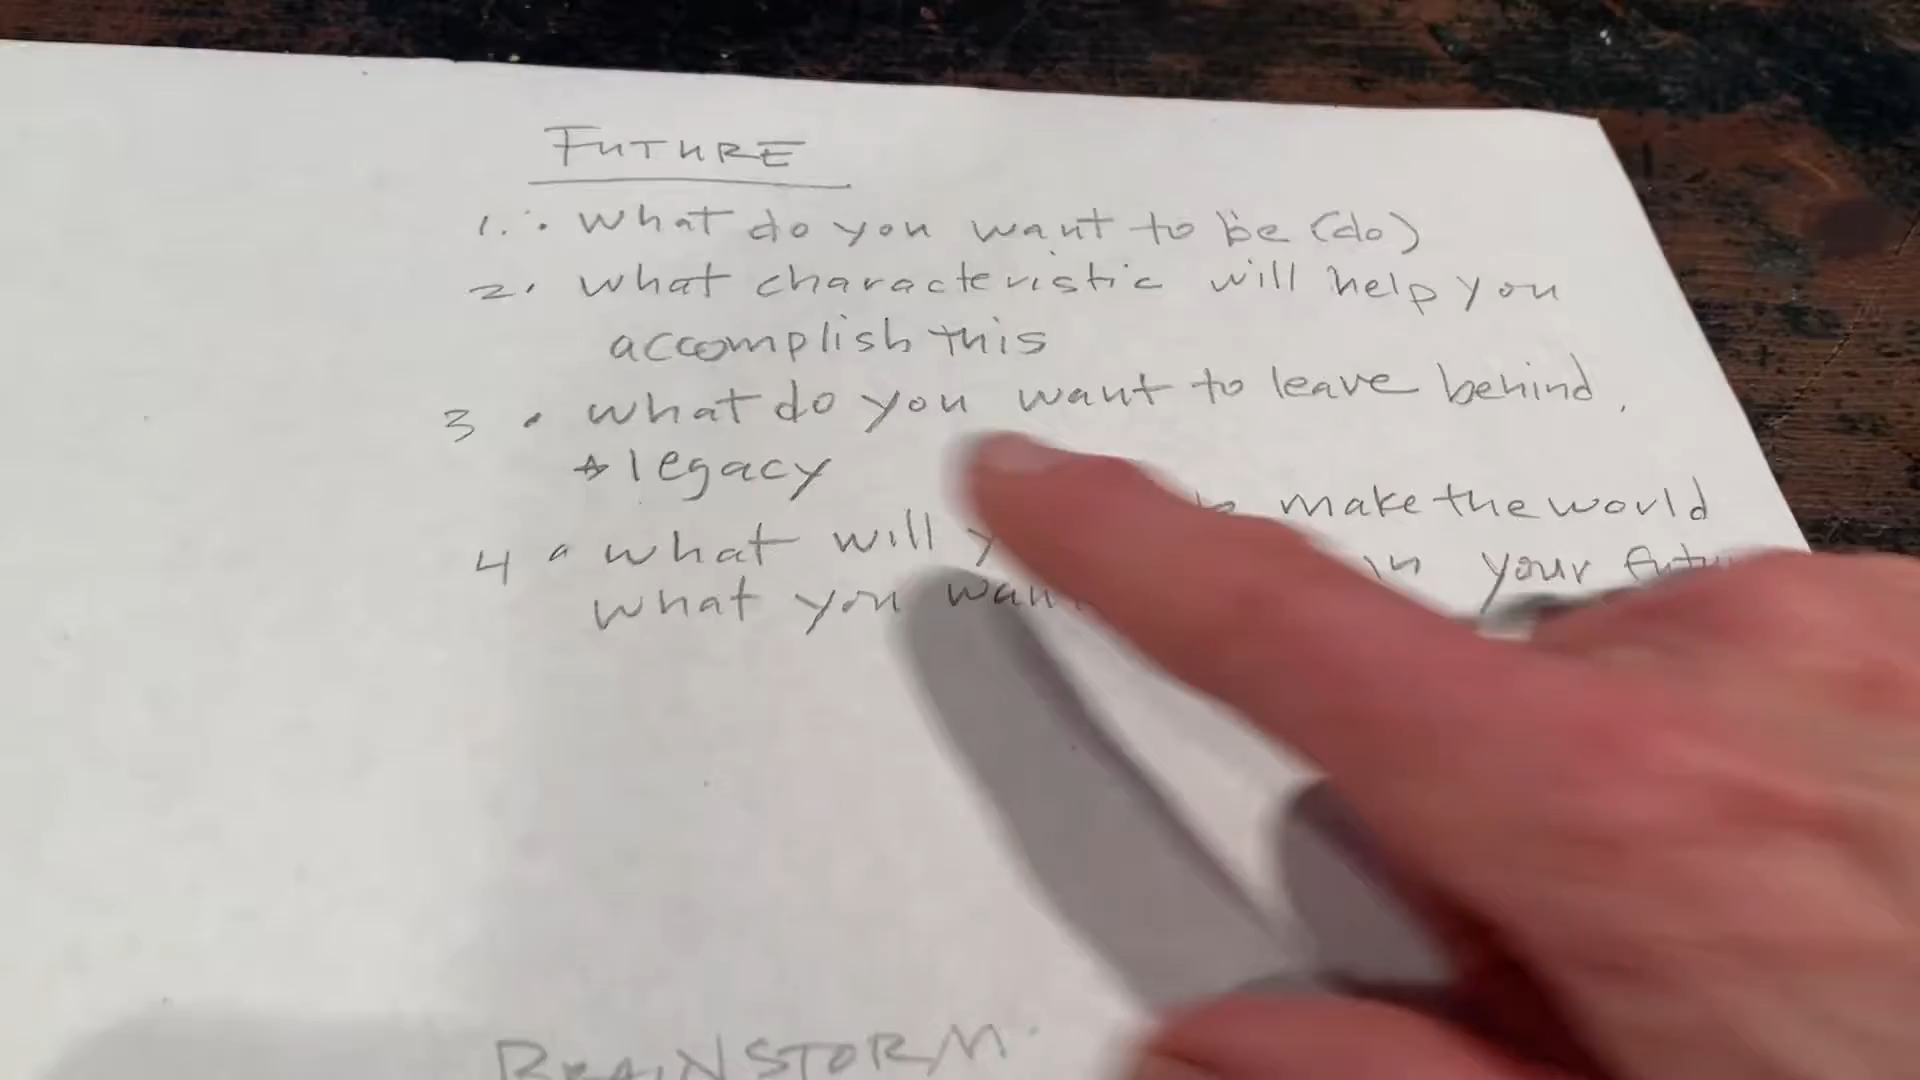 FUTURE
1. • what do you want to be (do)
2. what characteristic will help you
accomplish this
3 • what do you want to leave behind.
☆ legacy
4 • what will make the world
what you in your
BRAINSTORM